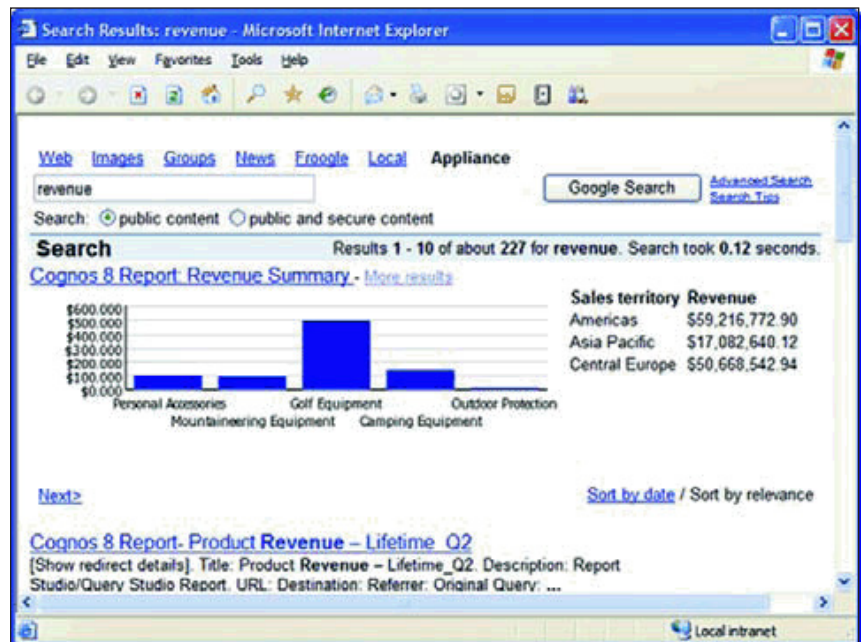 Search Results: revenue - Microsoft Internet Explorer
File Edit View Favorites Tools Help
Web Images Groups News Froogle Local Appliance
revenue
Google Search
Advanced Search
Search Tips
Search: public content public and secure content
Search Results 1 - 10 of about 227 for revenue. Search took 0.12 seconds.
Cognos 8 Report: Revenue Summary - More results
$600.000
$500.000
$400.000
$300.000
$200.000
$100.000
$0.000
Personal Accessories Golf Equipment Outdoor Protection
Mountaineering Equipment Camping Equipment
Sales territory Revenue
Americas $59,216,772.90
Asia Pacific $17,082,640.12
Central Europe $50,668,542.94
Next>
Sort by date / Sort by relevance
Cognos 8 Report- Product Revenue – Lifetime_Q2
[Show redirect details]. Title: Product Revenue – Lifetime_Q2. Description: Report
Studio/Query Studio Report. URL: Destination: Referrer: Original Query: ...
Local intranet